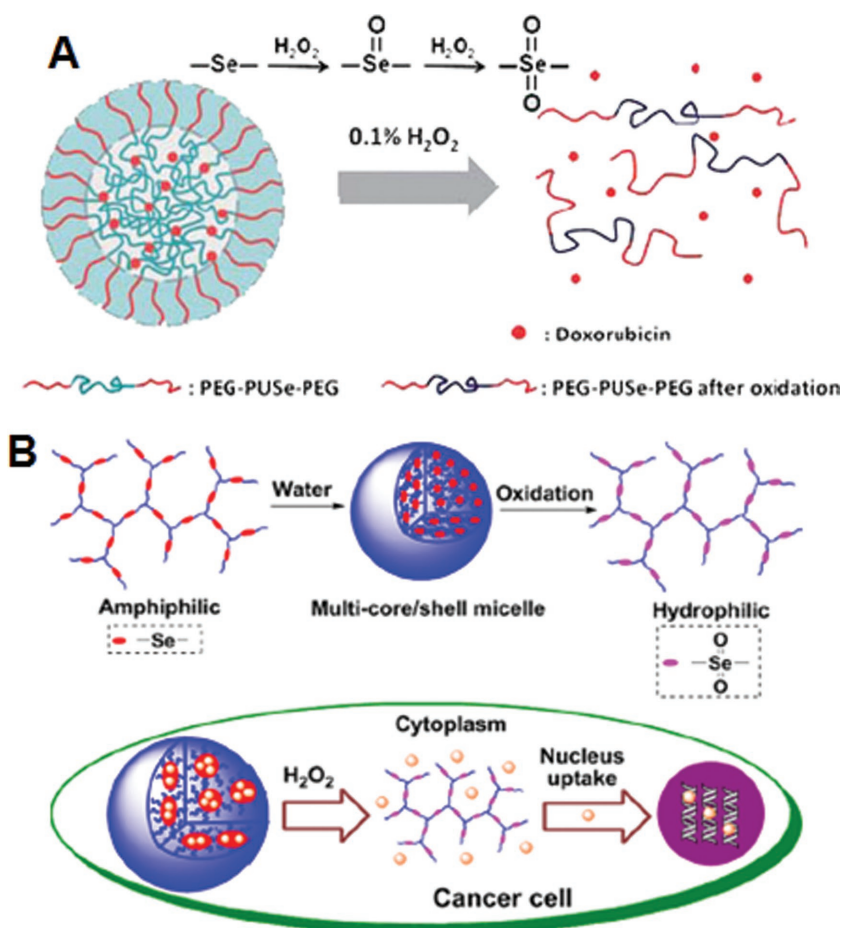 A
O
–Se– H₂O₂ –Se– H₂O₂ –Se–
O
O
0.1% H₂O₂
: Doxorubicin
: PEG-PUSe-PEG
: PEG-PUSe-PEG after oxidation
B
Water
Oxidation
Amphiphilic
Multi-core/shell micelle
Hydrophilic
–Se–
O
–Se–
O
Cytoplasm
H₂O₂
Nucleus
uptake
Cancer cell